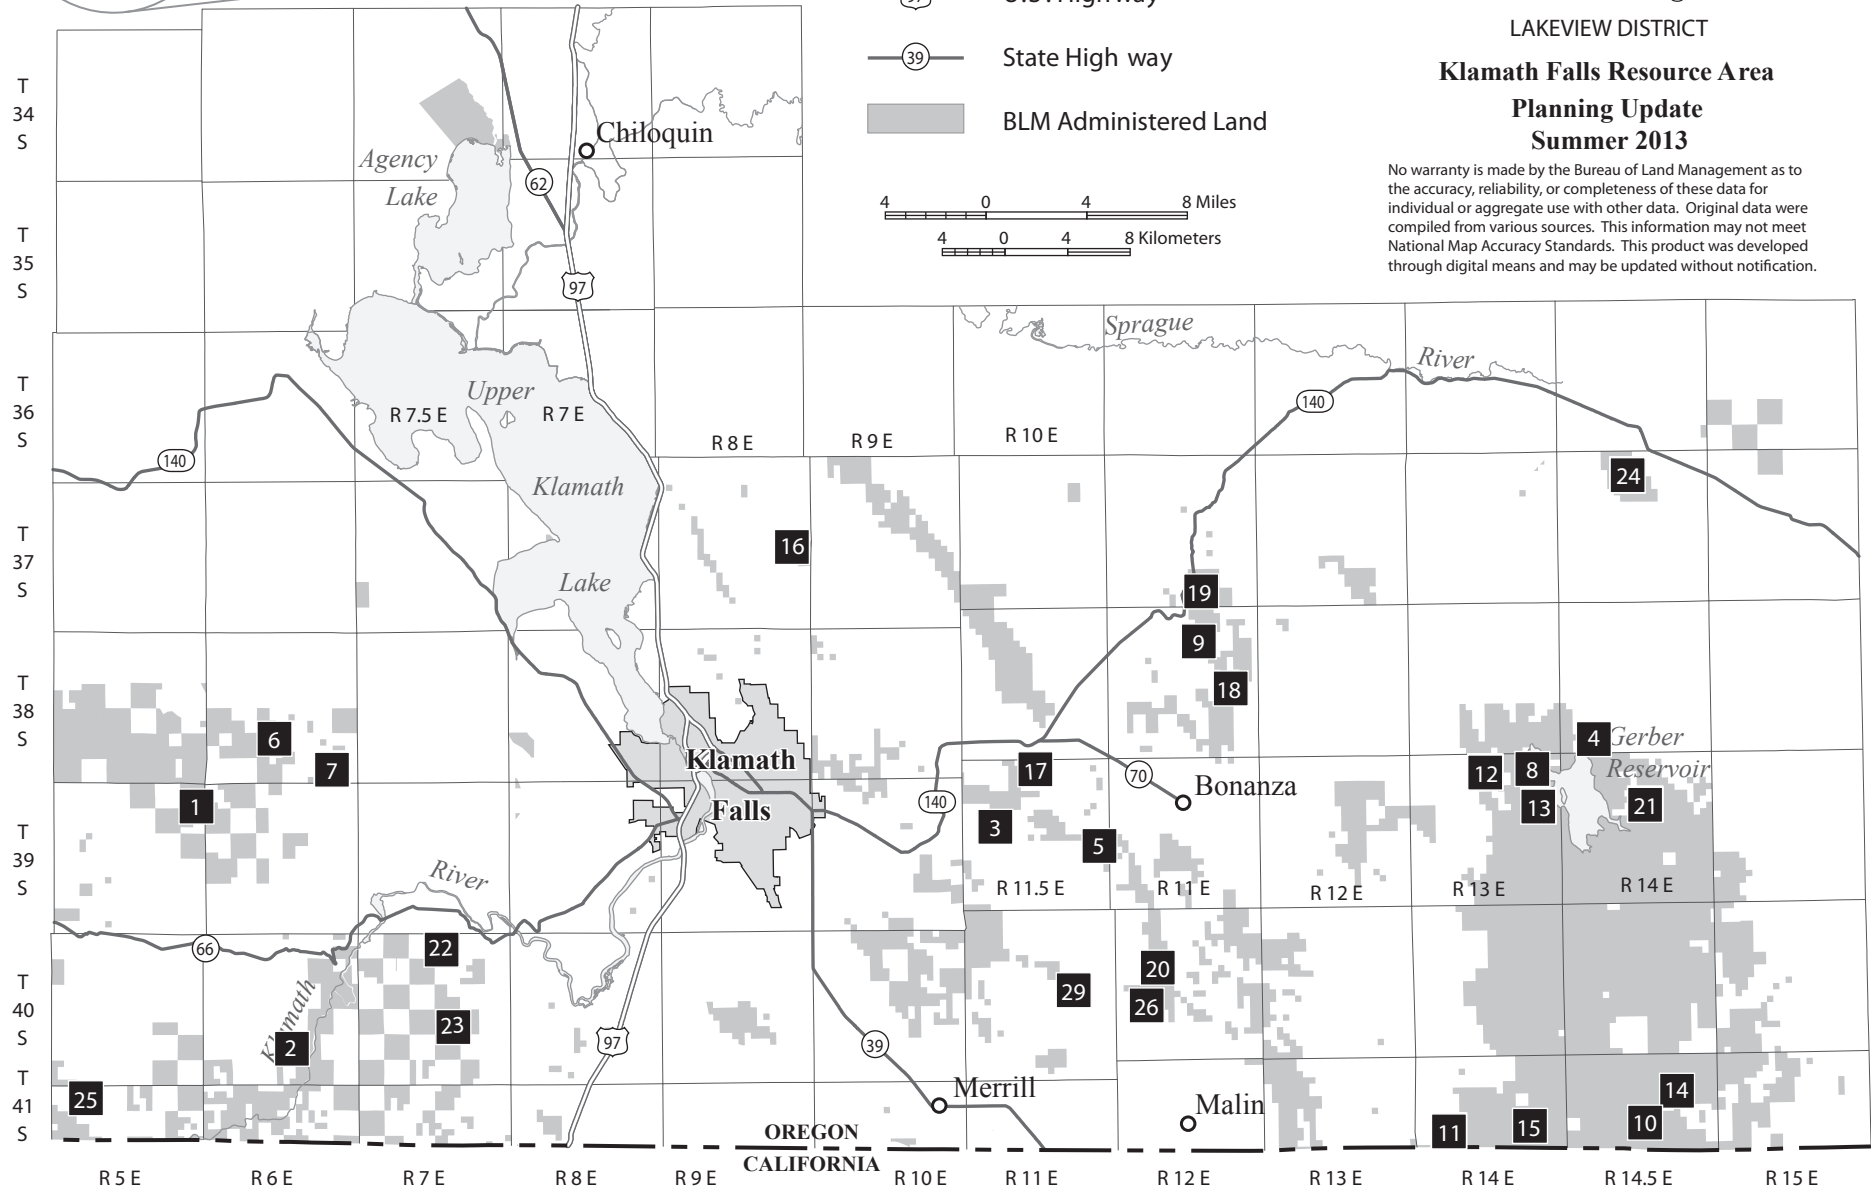 97
39
State High way
BLM Administered Land
LAKEVIEW DISTRICT
Klamath Falls Resource Area
Planning Update
Summer 2013
No warranty is made by the Bureau of Land Management as to
the accuracy, reliability, or completeness of these data for
individual or aggregate use with other data. Original data were
compiled from various sources. This information may not meet
National Map Accuracy Standards. This product was developed
through digital means and may be updated without notification.
4 0 4 8 Miles
4 0 4 8 Kilometers
T
34
S
Chiloquin
Agency
Lake
62
T
35
S
97
Sprague
River
T
36
S
Upper
R 7.5 E
R 7 E
R 8 E
R 9 E
R 10 E
140
140
24
Klamath
T
37
S
16
Lake
19
9
18
T
38
S
6
7
Klamath
Falls
17
70
Bonanza
4
Gerber
Reservoir
12
8
13
21
1
140
3
5
T
39
S
River
R 11.5 E
R 11 E
R 12 E
R 13 E
R 14 E
66
22
20
29
26
T
40
S
Klamath
2
23
97
39
T
41
S
25
Merrill
Malin
14
11
15
10
OREGON
CALIFORNIA
R 5 E
R 6 E
R 7 E
R 8 E
R 9 E
R 10 E
R 11 E
R 12 E
R 13 E
R 14 E
R 14.5 E
R 15 E